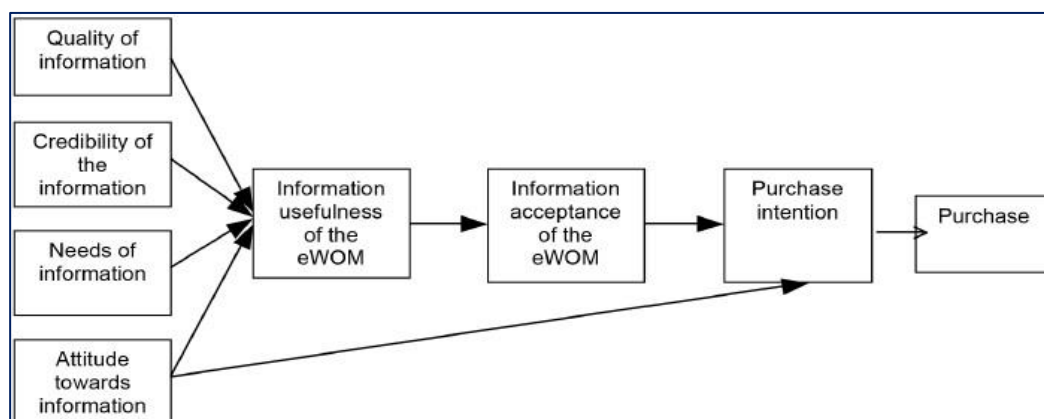 Quality of
information
Credibility of
the
information
Needs of
information
Attitude
towards
information
Information
usefulness
of the
eWOM
Information
acceptance
of the
eWOM
Purchase
intention
Purchase